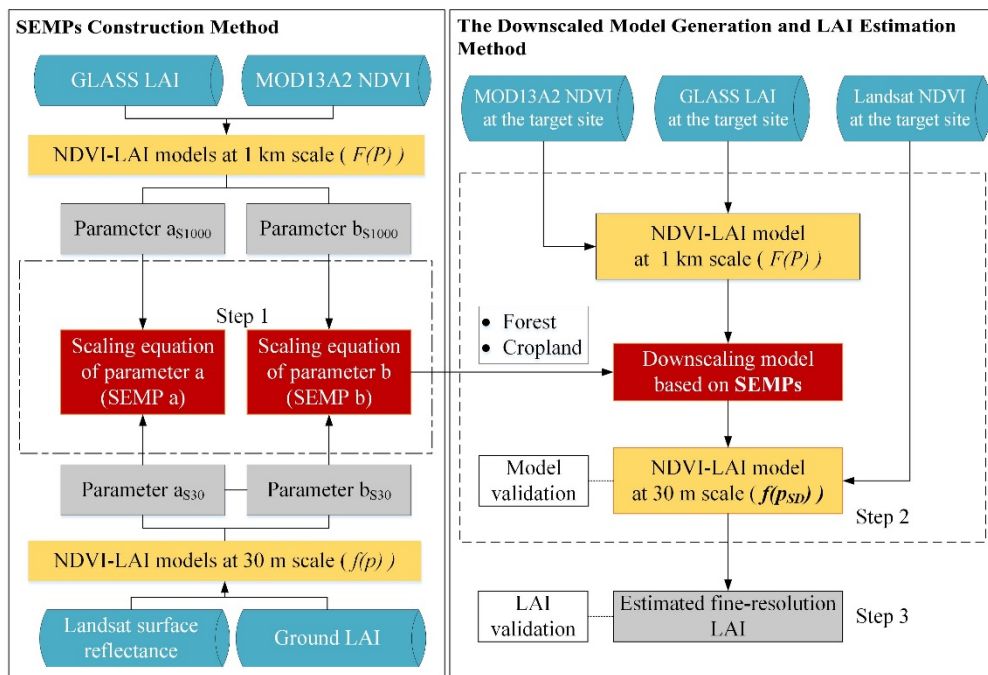 SEMPs Construction Method
GLASS LAI
MOD13A2 NDVI
NDVI-LAI models at 1 km scale ( F(P) )
Parameter aS1000
Parameter bS1000
Step 1
Scaling equation
of parameter a
(SEMP a)
Scaling equation
of parameter b
(SEMP b)
Parameter aS30
Parameter bS30
NDVI-LAI models at 30 m scale ( f(p) )
Landsat surface
reflectance
Ground LAI
The Downscaled Model Generation and LAI Estimation
Method
MOD13A2 NDVI
at the target site
GLASS LAI
at the target site
Landsat NDVI
at the target site
NDVI-LAI model
at 1 km scale ( F(P) )
• Forest
• Cropland
Downscaling model
based on SEMPs
Model
validation
NDVI-LAI model
at 30 m scale ( f(pSD) )
Step 2
LAI
validation
Estimated fine-resolution
LAI
Step 3